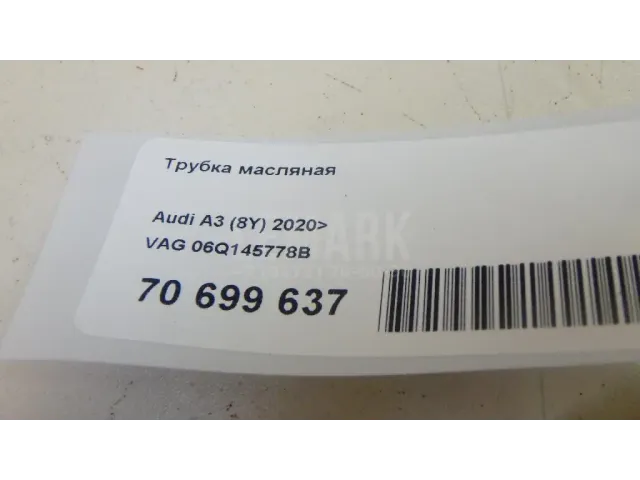 Трубка масляная
Audi A3 (8Y) 2020>
VAG 06Q145778B
70 699 637